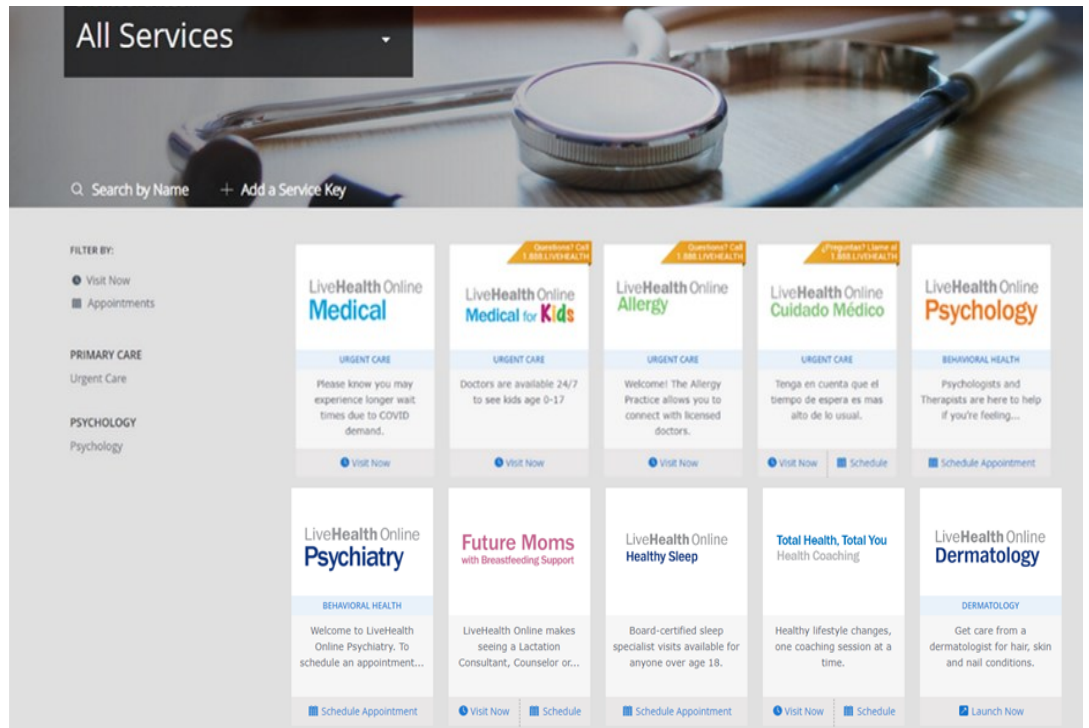 All Services
Search by Name
Add a Service Key
FILTER BY:
Visit Now
Appointments
PRIMARY CARE
Urgent Care
PSYCHOLOGY
Psychology
LiveHealth Online
Medical
URGENT CARE
Please know you may
experience longer wait
times due to COVID
demand.
Visit Now
Questions? Call
1.888.LIVEHEALTH
LiveHealth Online
Medical for Kids
URGENT CARE
Doctors are available 24/7
to see kids age 0-17
Visit Now
Questions? Call
1.888.LIVEHEALTH
LiveHealth Online
Allergy
URGENT CARE
Welcome! The Allergy
Practice allows you to
connect with licensed
doctors.
Visit Now
¿Preguntas? Llame al
1.888.LIVEHEALTH
LiveHealth Online
Cuidado Médico
URGENT CARE
Tenga en cuenta que el
tiempo de espera es mas
alto de lo usual.
Visit Now
Schedule
LiveHealth Online
Psychology
BEHAVIORAL HEALTH
Psychologists and
Therapists are here to help
if you're feeling...
Schedule Appointment
LiveHealth Online
Psychiatry
BEHAVIORAL HEALTH
Welcome to LiveHealth
Online Psychiatry. To
schedule an appointment...
Schedule Appointment
Future Moms
with Breastfeeding Support
LiveHealth Online makes
seeing a Lactation
Consultant, Counselor or...
Visit Now
Schedule
LiveHealth Online
Healthy Sleep
Board-certified sleep
specialist visits available for
anyone over age 18.
Schedule Appointment
Total Health, Total You
Health Coaching
Healthy lifestyle changes,
one coaching session at a
time.
Visit Now
Schedule
LiveHealth Online
Dermatology
DERMATOLOGY
Get care from a
dermatologist for hair, skin
and nail conditions.
Launch Now